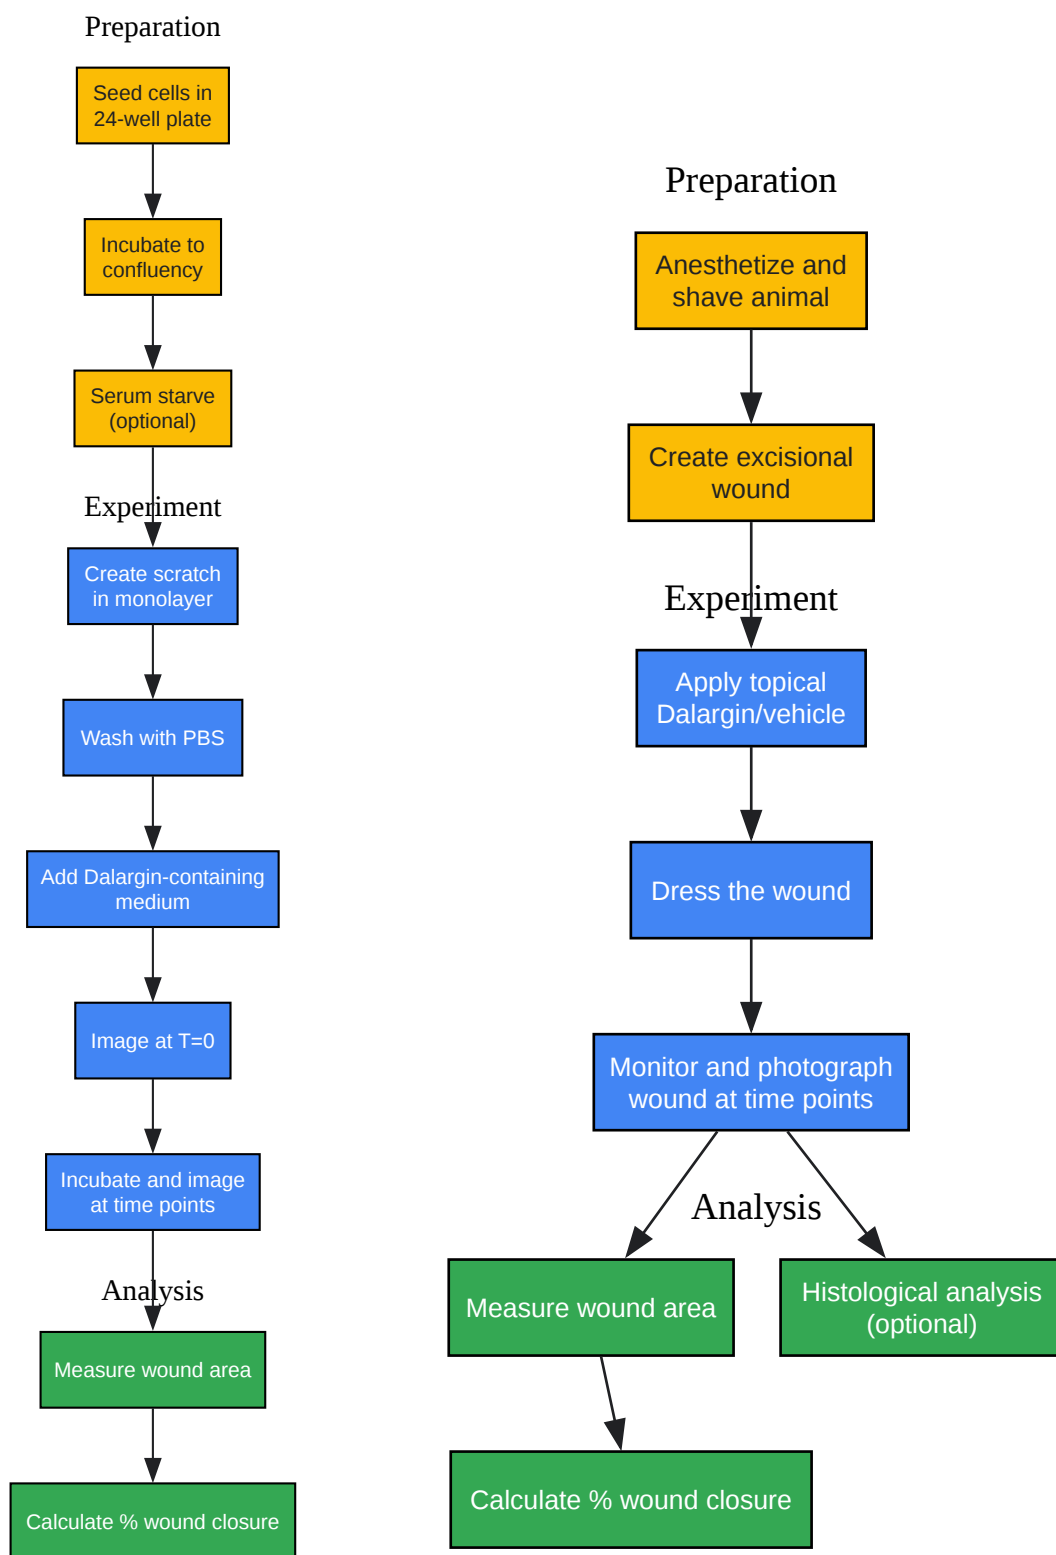 Preparation
Seed cells in
24-well plate
Incubate to
confluency
Serum starve
(optional)
Experiment
Create scratch
in monolayer
Wash with PBS
Add Dalargin-containing
medium
Image at T=0
Incubate and image
at time points
Analysis
Measure wound area
Calculate % wound closure
Preparation
Anesthetize and
shave animal
Create excisional
wound
Experiment
Apply topical
Dalargin/vehicle
Dress the wound
Monitor and photograph
wound at time points
Analysis
Measure wound area
Histological analysis
(optional)
Calculate % wound closure